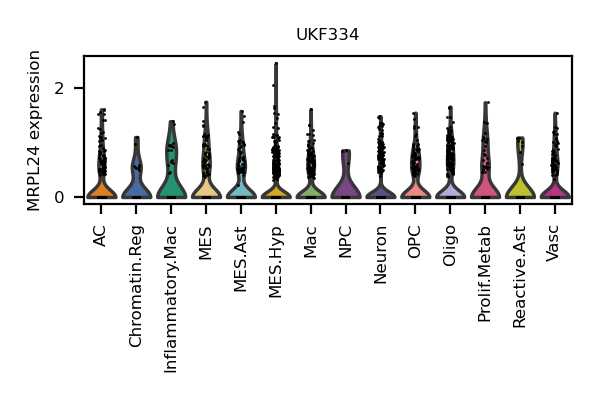 UKF334
MRPL24 expression
2
0
AC
Chromatin.Reg
Inflammatory.Mac
MES
MES.Ast
MES.Hyp
Mac
NPC
Neuron
OPC
Oligo
Prolif.Metab
Reactive.Ast
Vasc